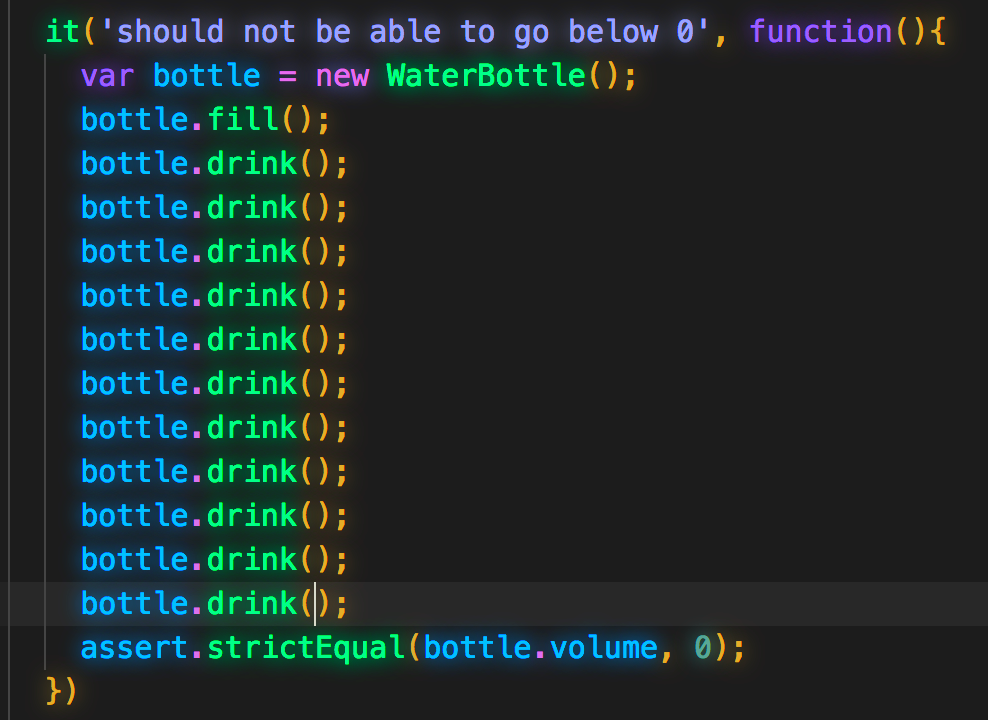 it('should not be able to go below 0', function(){
var bottle = new WaterBottle();
bottle.fill();
bottle.drink();
bottle.drink();
bottle.drink();
bottle.drink();
bottle.drink();
bottle.drink();
bottle.drink();
bottle.drink();
bottle.drink();
bottle.drink();
bottle.drink();
assert.strictEqual(bottle.volume, 0);
})